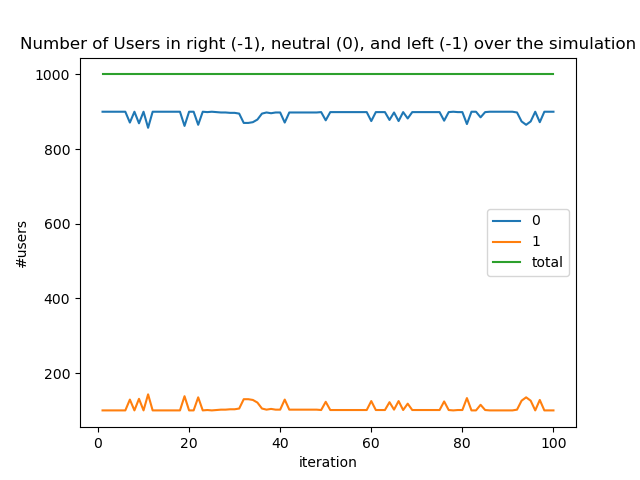 Number of Users in right (-1), neutral (0), and left (-1) over the simulation
1000
800
600
400
200
#users
0
1
total
0 20 40 60 80 100
iteration